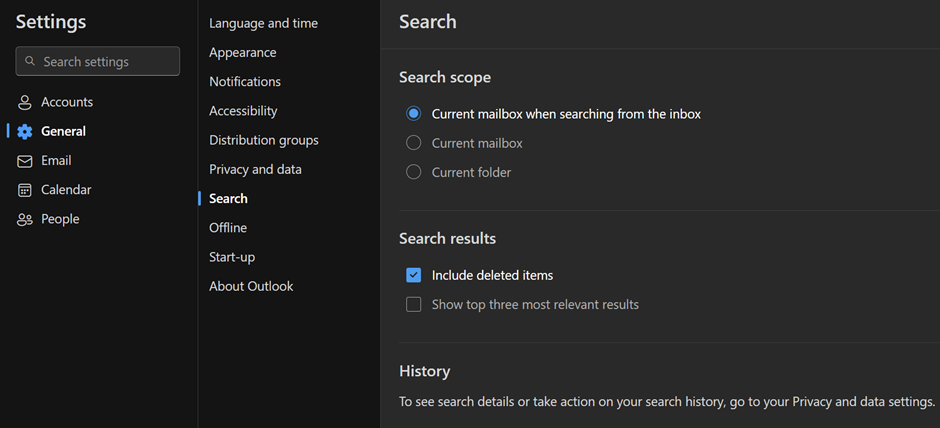 Settings
Search settings
Accounts
General
Email
Calendar
People
Language and time
Appearance
Notifications
Accessibility
Distribution groups
Privacy and data
Search
Offline
Start-up
About Outlook
Search
Search scope
Current mailbox when searching from the inbox
Current mailbox
Current folder
Search results
Include deleted items
Show top three most relevant results
History
To see search details or take action on your search history, go to your Privacy and data settings.